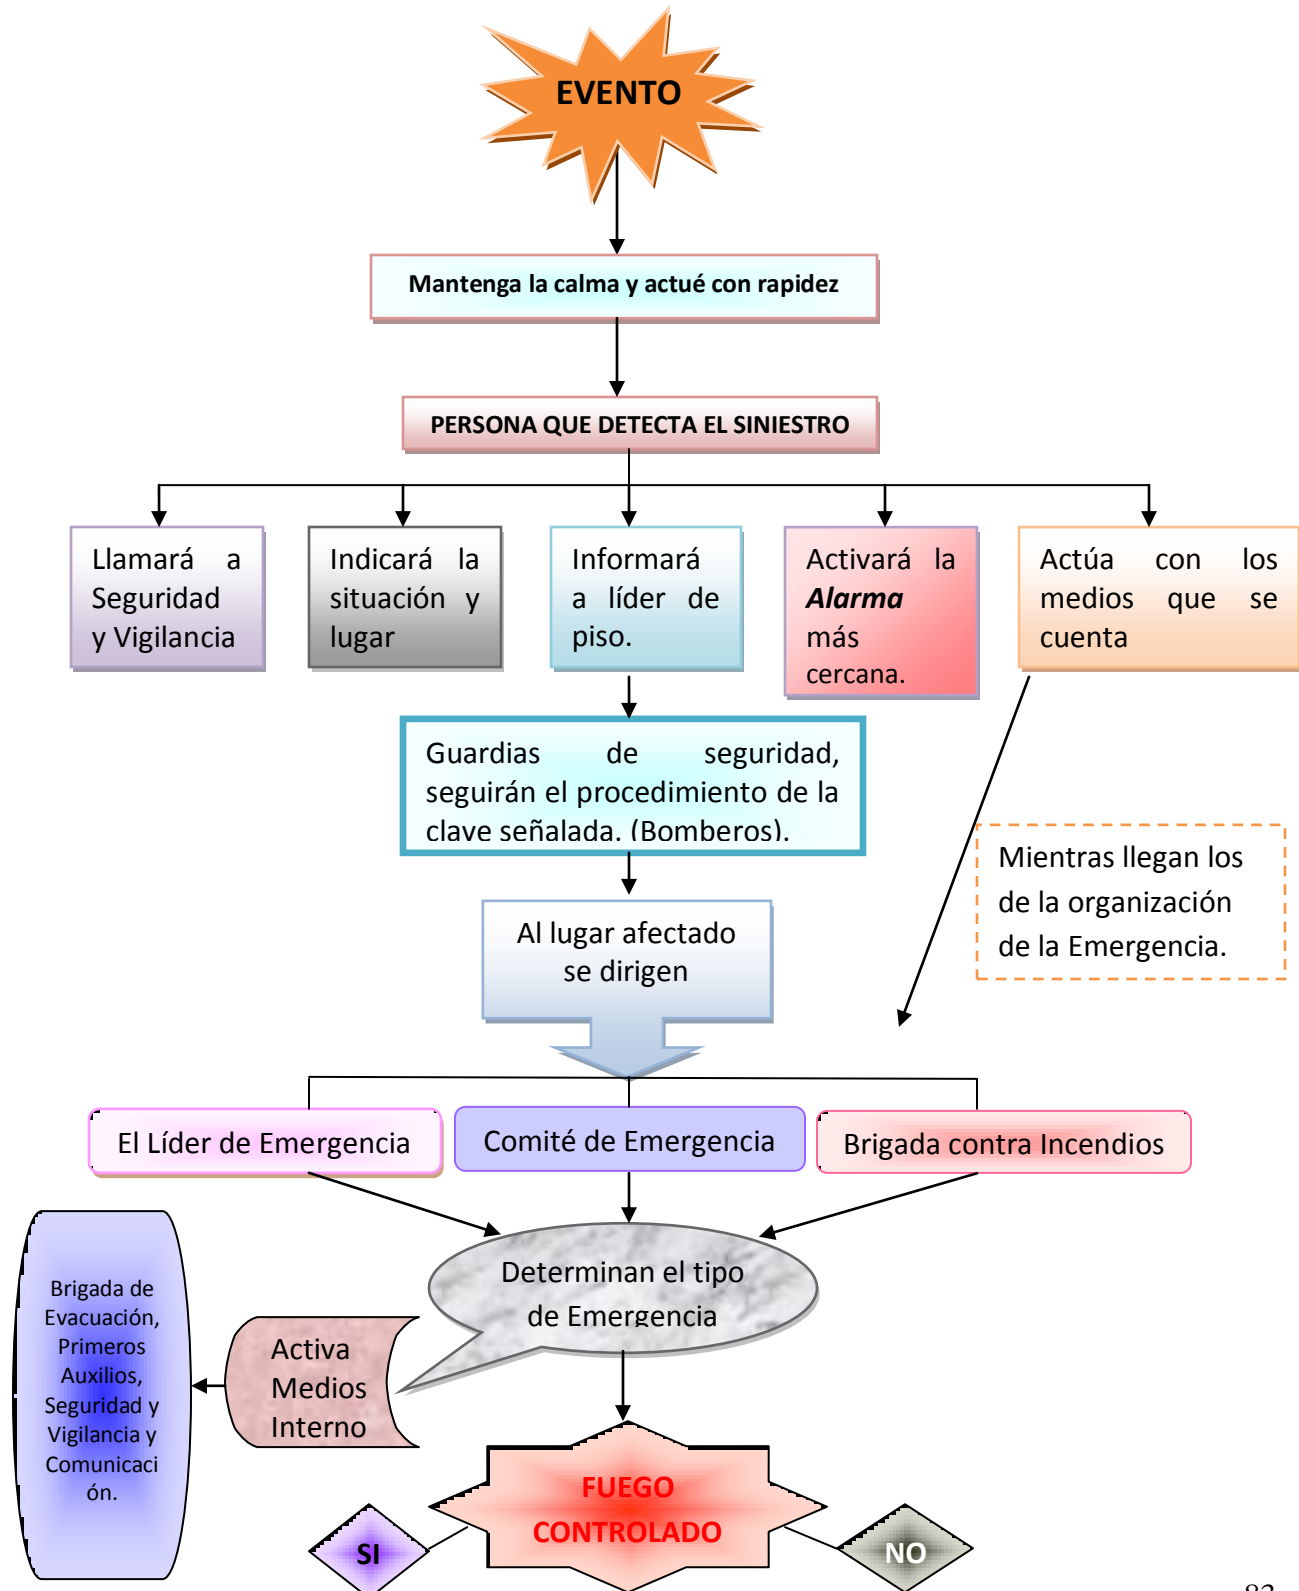 EVENTO
Mantenga la calma y actué con rapidez
PERSONA QUE DETECTA EL SINIESTRO
Llamará a
Seguridad
y Vigilancia
Indicará la
situación y
lugar
Informará
a líder de
piso.
Activará la
Alarma
más
cercana.
Actúa con los
medios que se
cuenta
Guardias de seguridad,
seguirán el procedimiento de la
clave señalada. (Bomberos).
Mientras llegan los
de la organización
de la Emergencia.
Al lugar afectado
se dirigen
El Líder de Emergencia
Comité de Emergencia
Brigada contra Incendios
Determinan el tipo
de Emergencia
Activa
Medios
Interno
Brigada de
Evacuación,
Primeros
Auxilios,
Seguridad y
Vigilancia y
Comunicaci
ón.
FUEGO
CONTROLADO
SI
NO
83